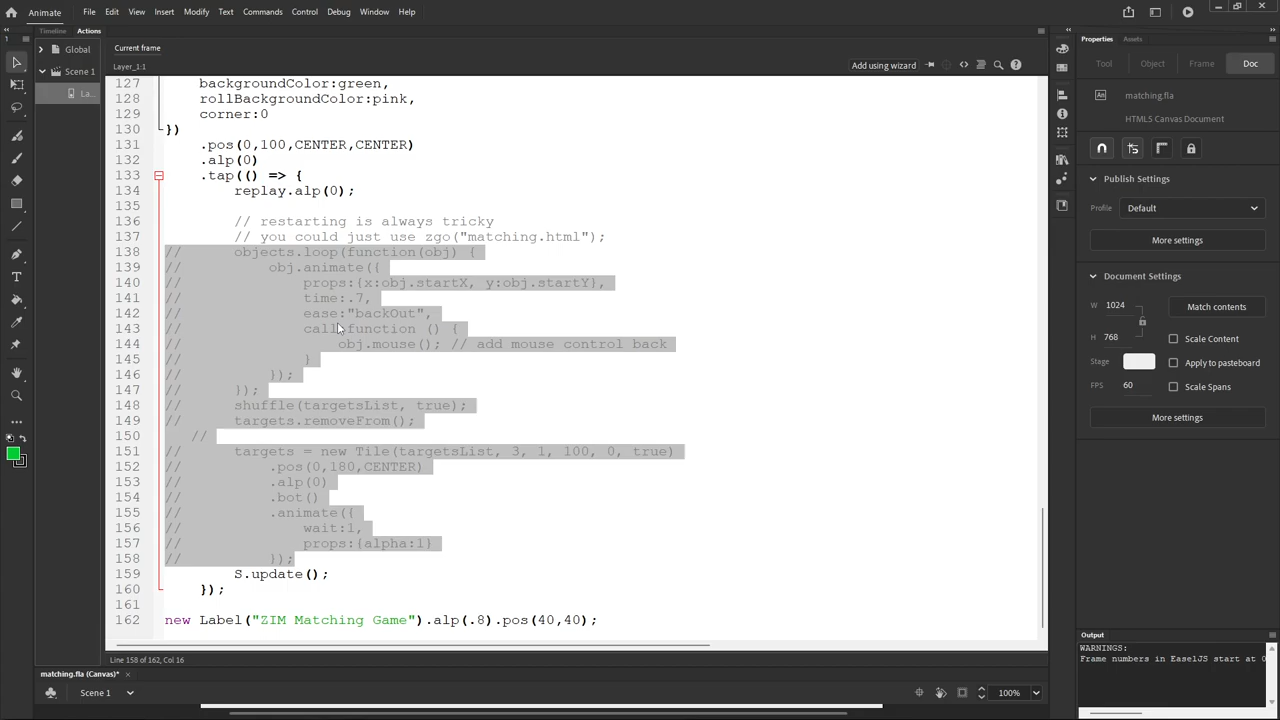 Animate File Edit View Insert Modify Text Commands Control Debug Window Help
Timeline Actions
Global
Scene 1
La...
Current frame
Layer_1:1
Add using wizard
127 backgroundColor:green,
128 rollBackgroundColor:pink,
129 corner:0
130 })
131 .pos(0,100,CENTER,CENTER)
132 .alp(0)
133 .tap(() => {
134 replay.alp(0);
135
136 // restarting is always tricky
137 // you could just use zgo("matching.html");
138 // objects.loop(function(obj) {
139 // obj.animate({
140 // props:{x:obj.startX, y:obj.startY},
141 // time:.7,
142 // ease:"backOut",
143 // call:function () {
144 // obj.mouse(); // add mouse control back
145 // }
146 // });
147 // });
148 // shuffle(targetsList, true);
149 // targets.removeFrom();
150 //
151 // targets = new Tile(targetsList, 3, 1, 100, 0, true)
152 // .pos(0,180,CENTER)
153 // .alp(0)
154 // .bot()
155 // .animate({
156 // wait:1,
157 // props:{alpha:1}
158 // });
159 S.update();
160 });
161
162 new Label("ZIM Matching Game").alp(.8).pos(40,40);
Line 158 of 162, Col 16
matching.fla (Canvas)*
Scene 1
100%
Properties Assets
Tool Object Frame Doc
An matching.fla
HTML5 Canvas Document
Publish Settings
Profile Default
More settings
Document Settings
W 1024 Match contents
H 768 Scale Content
Stage Apply to pasteboard
FPS 60 Scale Spans
More settings
Output
WARNINGS:
Frame numbers in EaselJS start at 0